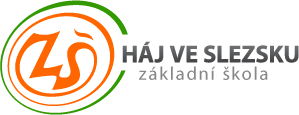 ZŠ
HÁJ VE SLEZSKU
základní škola